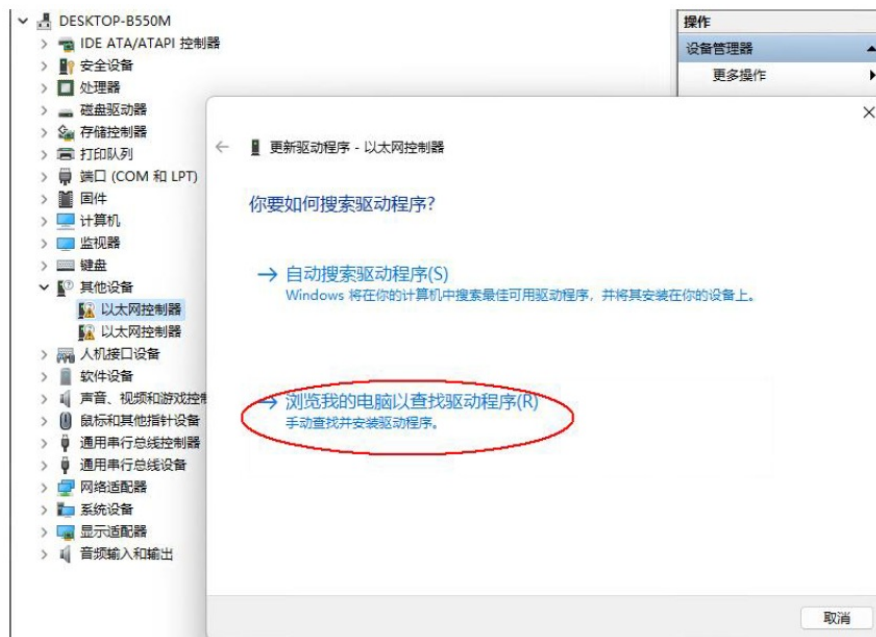 DESKTOP-B550M
IDE ATA/ATAPI 控制器
安全设备
处理器
磁盘驱动器
存储控制器
打印队列
端口 (COM 和 LPT)
固件
计算机
监视器
键盘
其他设备
以太网控制器
以太网控制器
人机接口设备
软件设备
声音、视频和游戏控制
鼠标和其他指针设备
通用串行总线控制器
通用串行总线设备
网络适配器
系统设备
显示适配器
音频输入和输出
操作
设备管理器
更多操作
更新驱动程序 - 以太网控制器
你要如何搜索驱动程序?
自动搜索驱动程序(S)
Windows 将在你的计算机中搜索最佳可用驱动程序，并将其安装在你的设备上。
浏览我的电脑以查找驱动程序(R)
手动查找并安装驱动程序。
取消